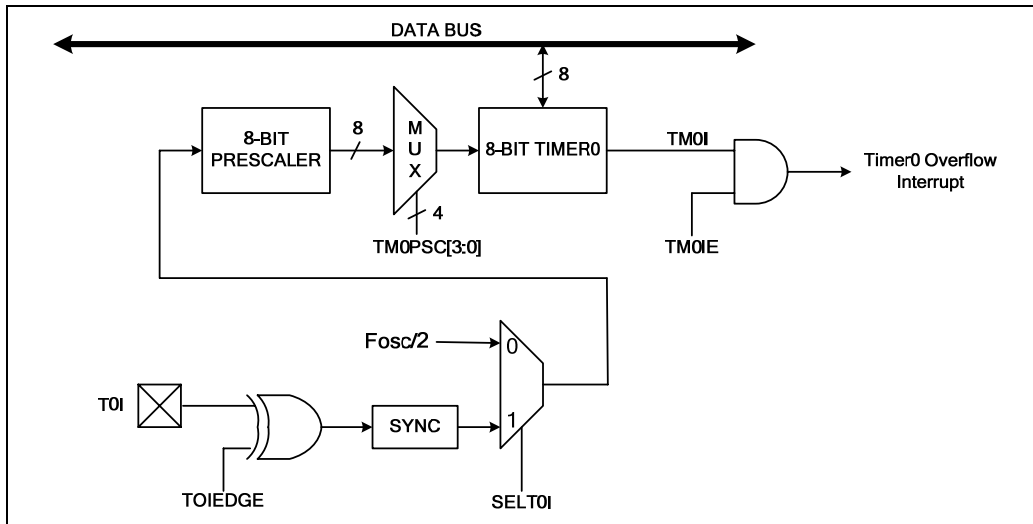 DATA BUS
8
8-BIT
PRESCALER
8
M
U
X
8-BIT TIMER0
TM0I
Timer0 Overflow
Interrupt
4
TM0PSC[3:0]
TM0IE
Fosc/2
0
T0I
SYNC
1
TOIEDGE
SELT0I